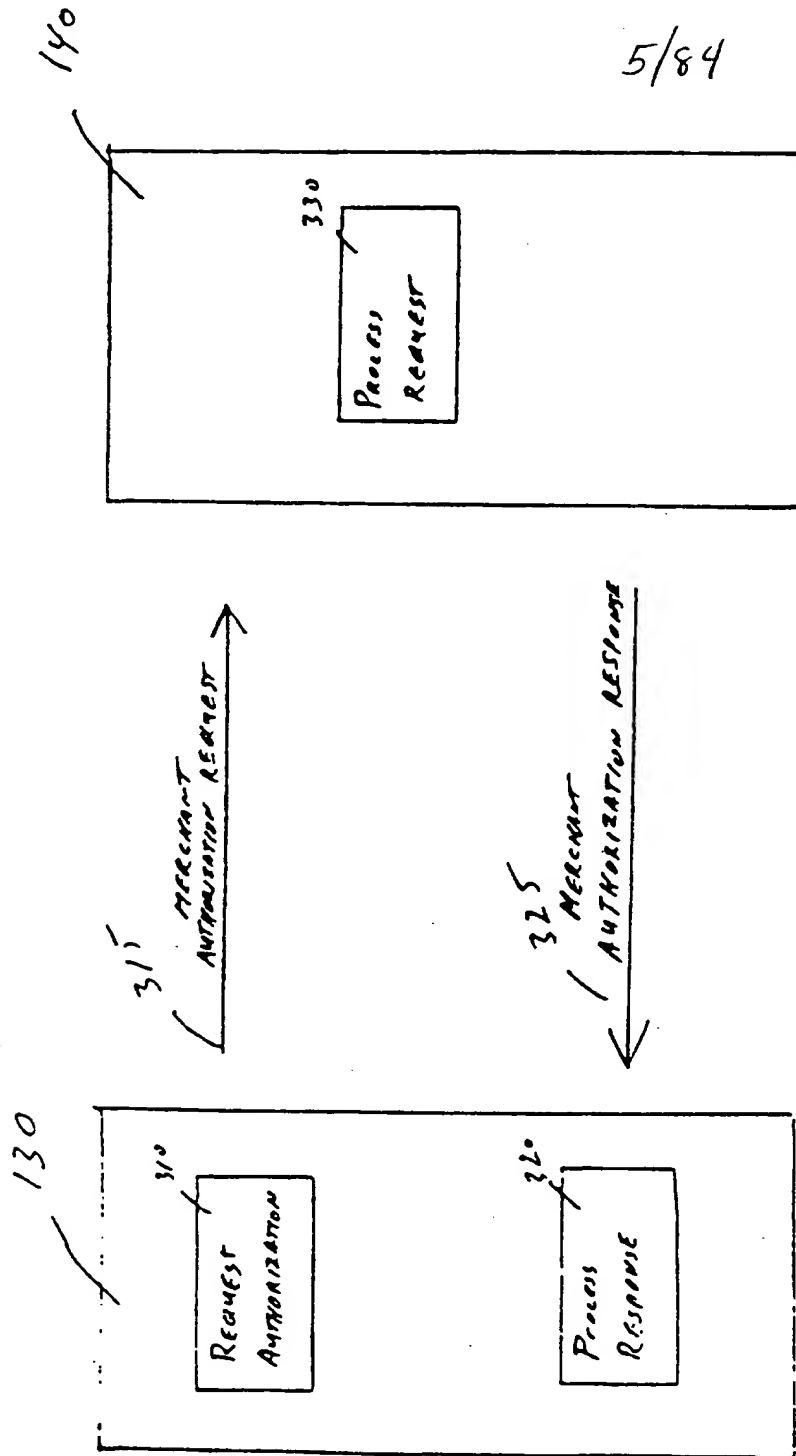 5/84
130
310
REQUEST
AUTHORIZATION
320
PROCESS
RESPONSE
315
MERCHANT
AUTHORIZATION REQUEST
325
MERCHANT
AUTHORIZATION RESPONSE
140
330
PROCESS
REQUEST